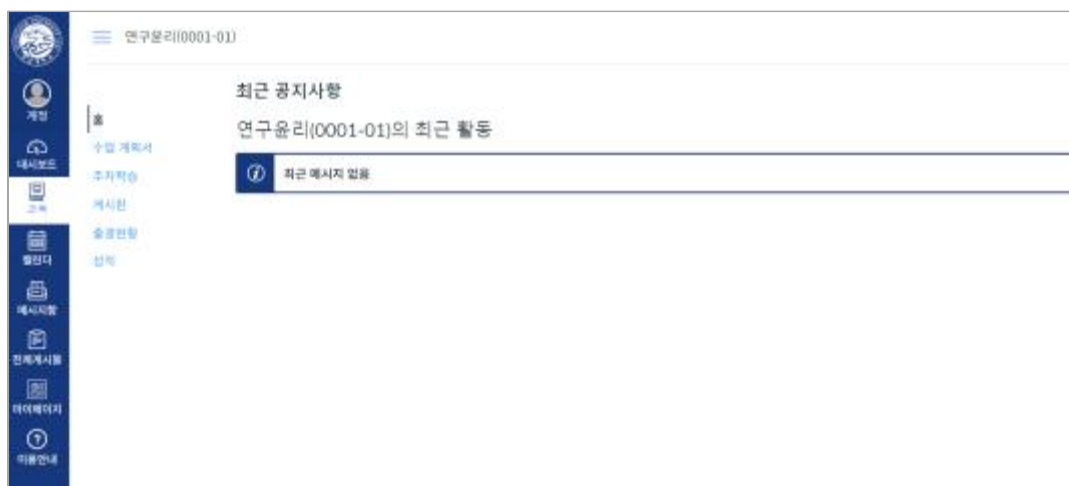 연구윤리(0001-01)
계정
대시보드
과목
캘린더
메시지함
전체게시물
마이페이지
이용안내
홈
수업 계획서
주차학습
게시판
출결현황
성적
최근 공지사항
연구윤리(0001-01)의 최근 활동
최근 메시지 없음